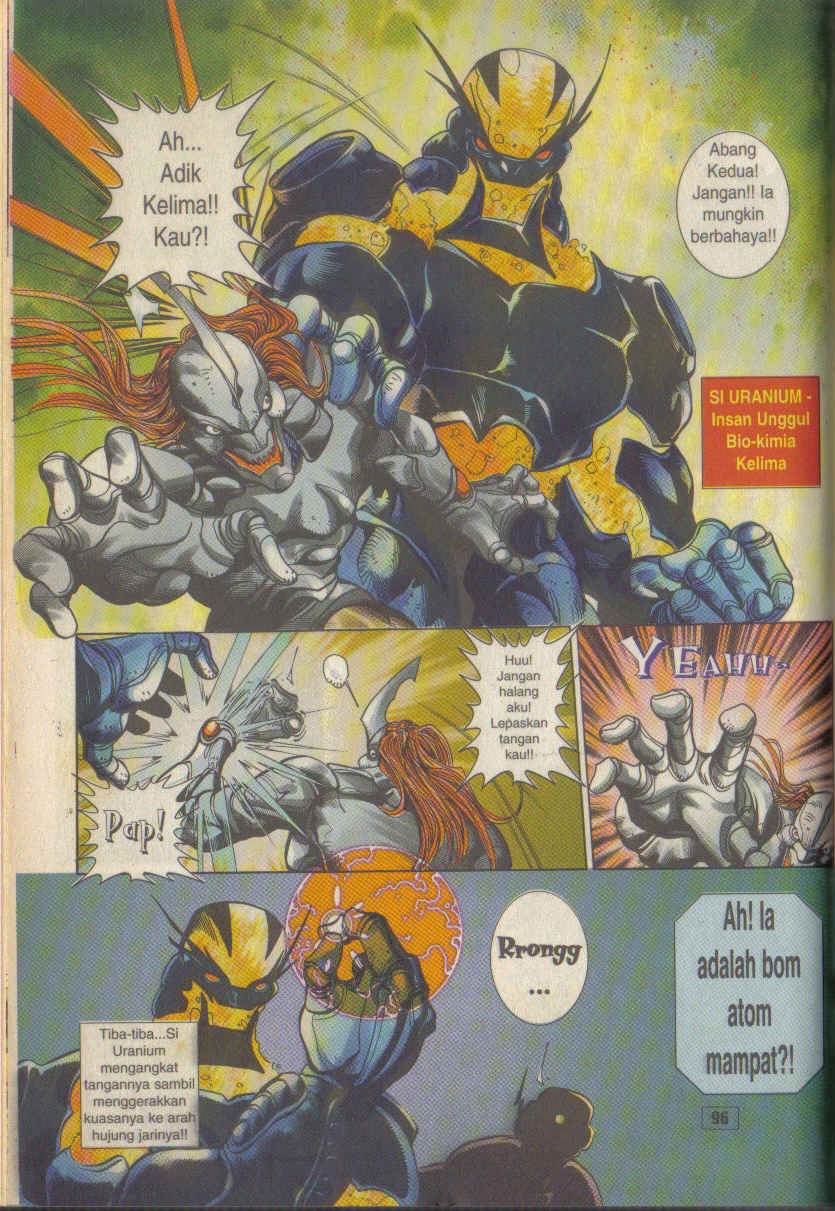 Ah...
Adik
Kelima!!
Kau?!
Abang
Kedua!
Jangan!! Ia
mungkin
berbahaya!!
SI URANIUM -
Insan Unggul
Bio-kimia
Kelima
Huu!
Jangan
halang
aku!
Lepaskan
tangan
kau!!
Pap!
YEAHH~
Rrongg
...
Ah! Ia
adalah bom
atom
mampat?!
Tiba-tiba...Si
Uranium
mengangkat
tangannya sambil
menggerakkan
kuasanya ke arah
hujung jarinya!!
96